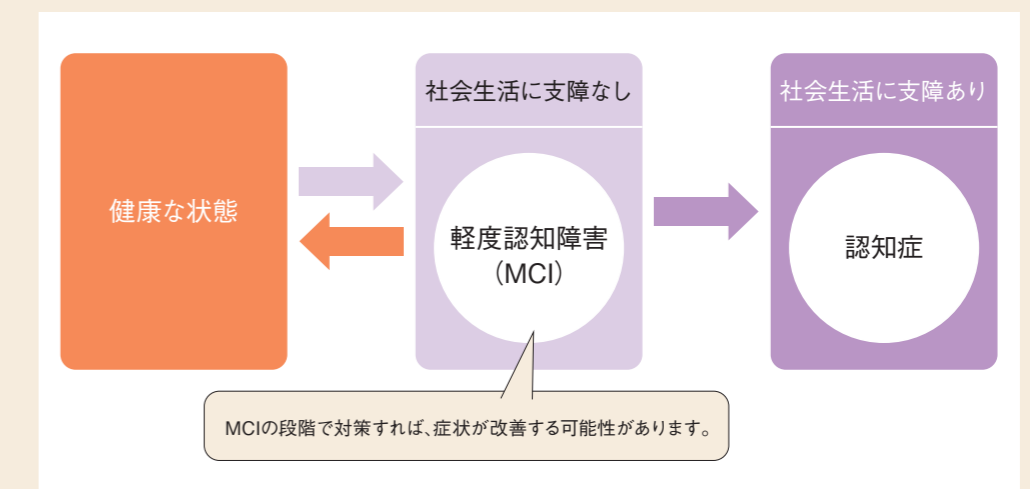 健康な状態
社会生活に支障なし
軽度認知障害
（MCI）
社会生活に支障あり
認知症
MCIの段階で対策すれば、症状が改善する可能性があります。